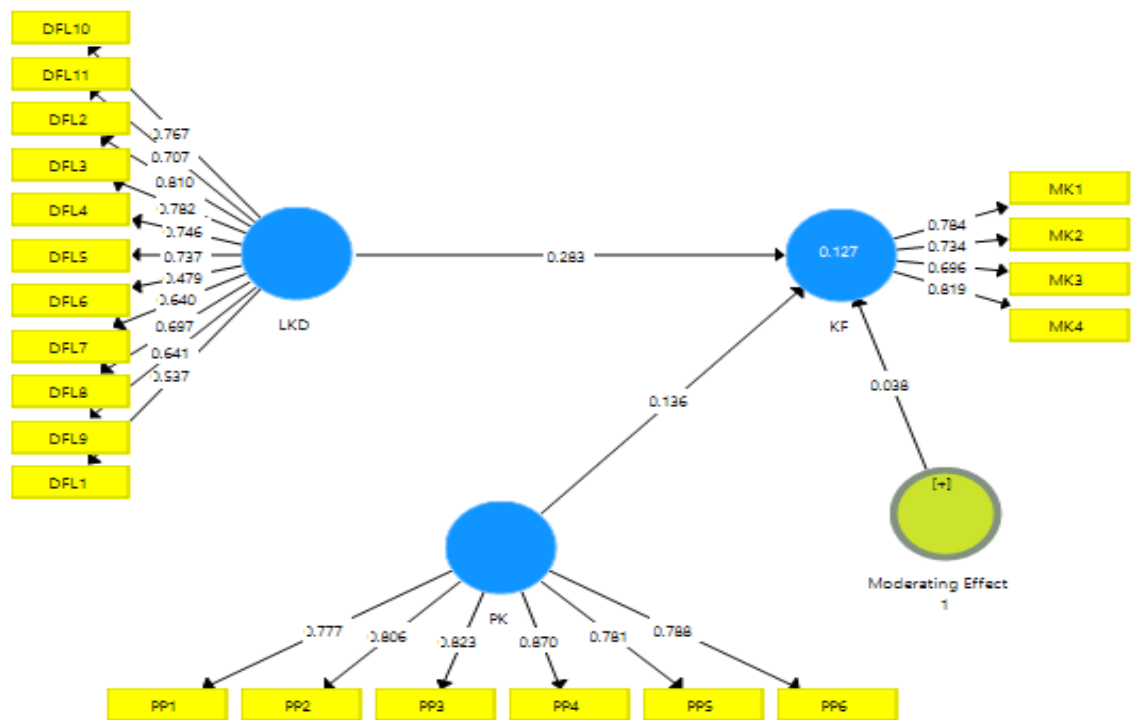 DFL10
DFL11
DFL2
DFL3
DFL4
DFL5
DFL6
DFL7
DFL8
DFL9
DFL1
0.767
0.707
0.810
0.782
0.746
0.737
0.479
0.640
0.697
0.641
0.537
LKD
0.283
0.127
KF
0.784
0.734
0.696
0.819
MK1
MK2
MK3
MK4
0.136
0.038
[+]
Moderating Effect
1
PK
0.777
0.806
0.823
0.870
0.781
0.788
PP1
PP2
PP3
PP4
PP5
PP6